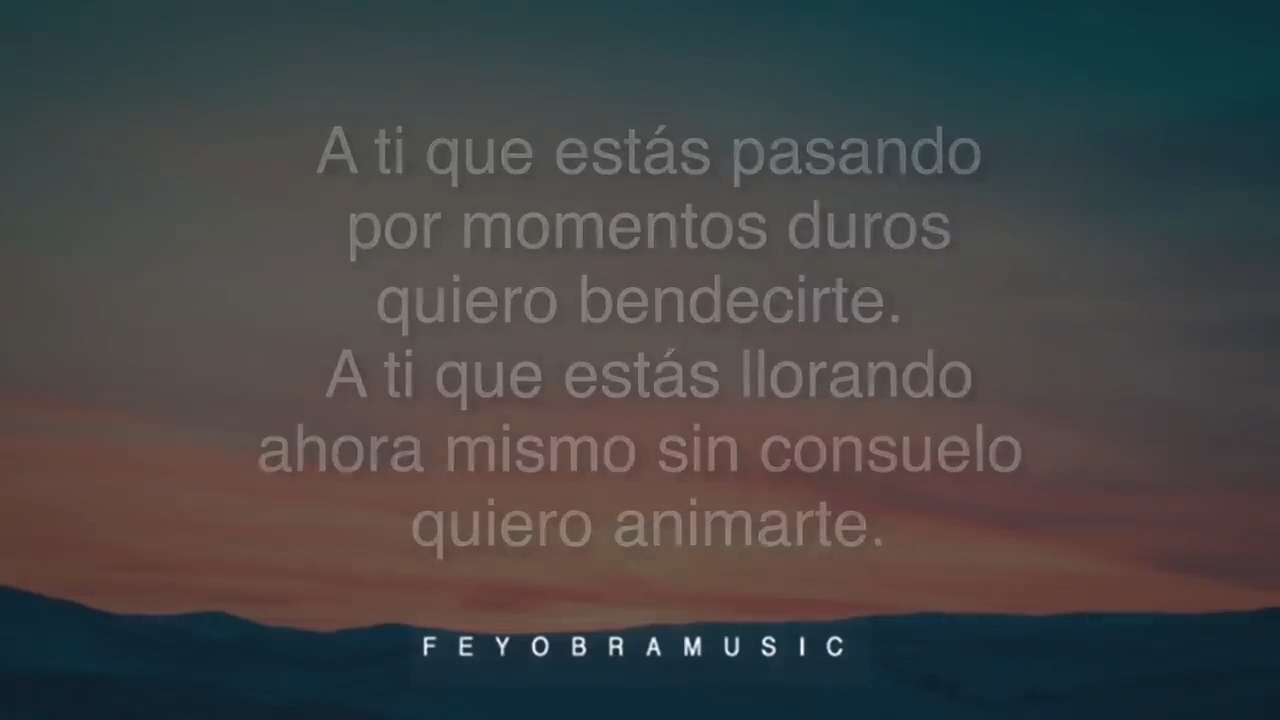 A ti que estás pasando
por momentos duros
quiero bendecirte.
A ti que estás llorando
ahora mismo sin consuelo
quiero animarte.
FEYOBRAMUSIC